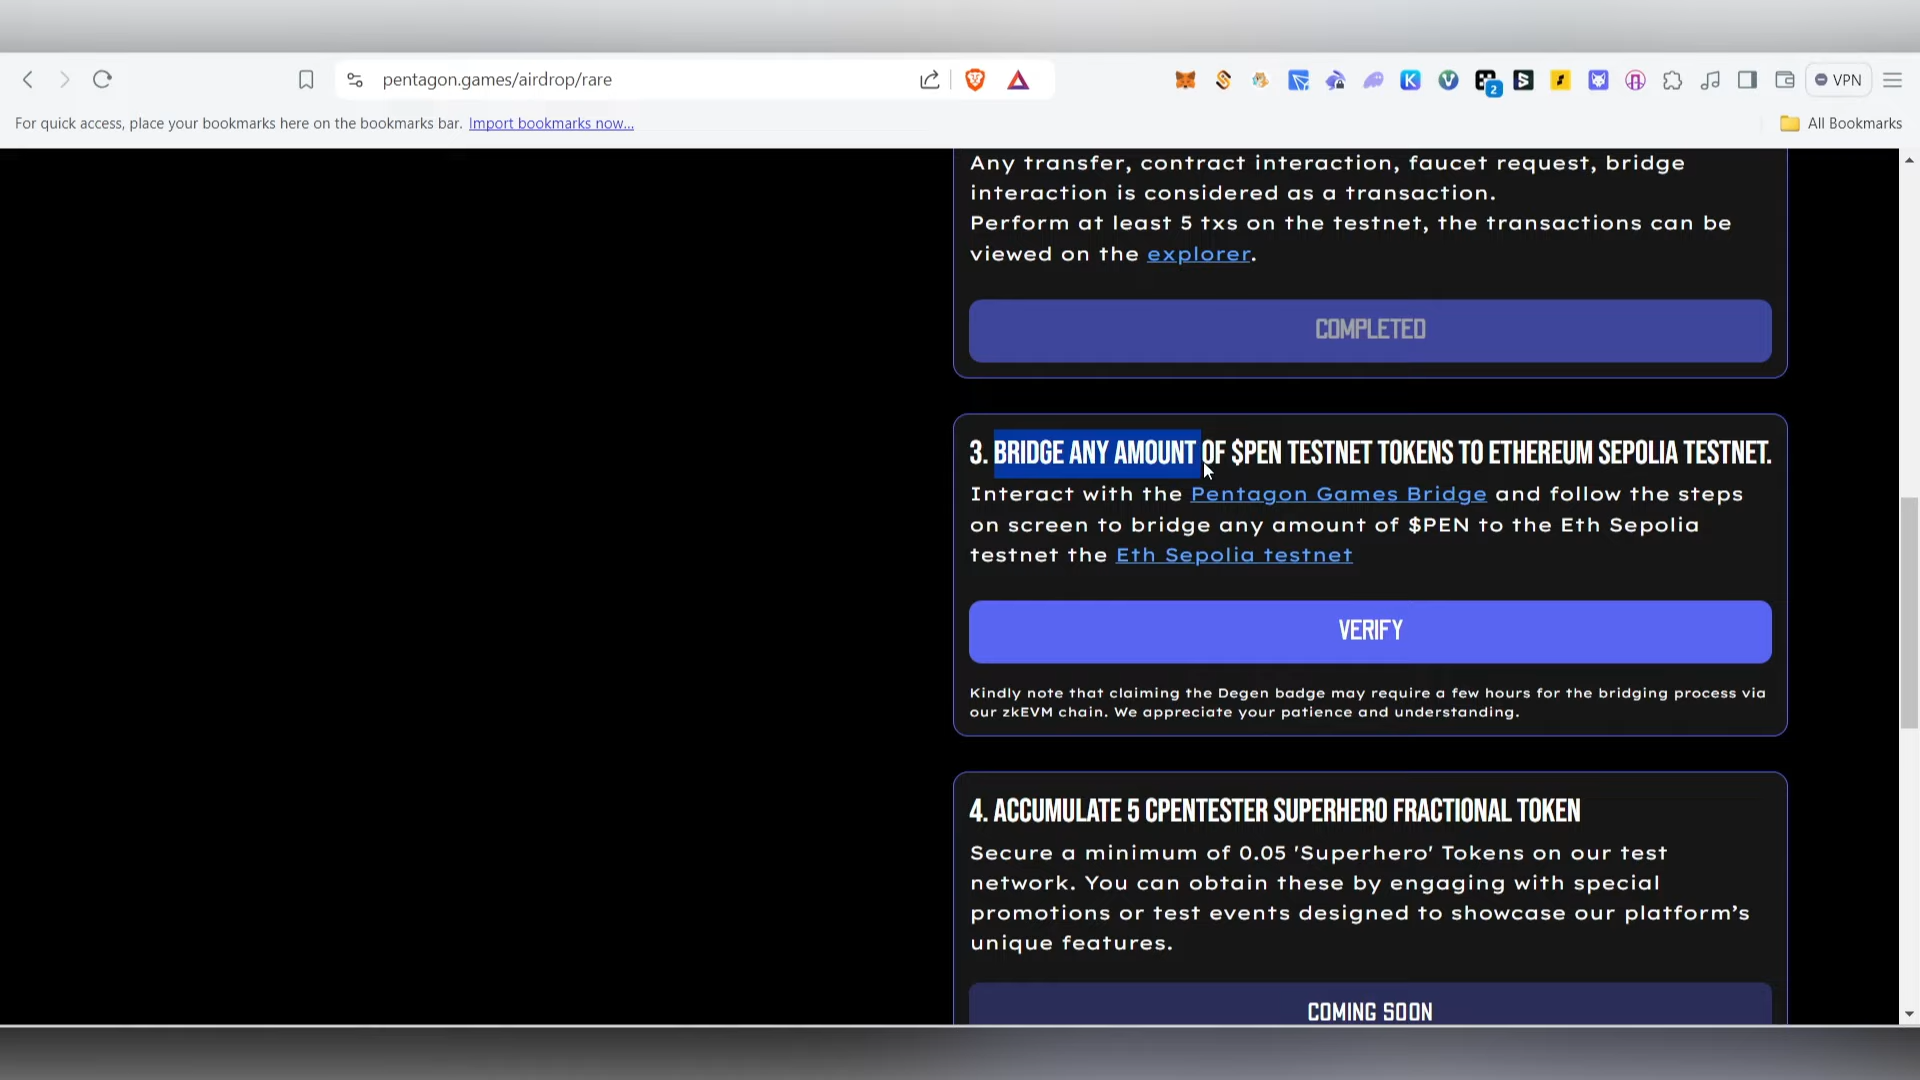 pentagon.games/airdrop/rare
2
VPN
For quick access, place your bookmarks here on the bookmarks bar. Import bookmarks now...
All Bookmarks
Any transfer, contract interaction, faucet request, bridge
interaction is considered as a transaction.
Perform at least 5 txs on the testnet, the transactions can be
viewed on the explorer.
COMPLETED
3. BRIDGE ANY AMOUNT OF $PEN TESTNET TOKENS TO ETHEREUM SEPOLIA TESTNET.
Interact with the Pentagon Games Bridge and follow the steps
on screen to bridge any amount of $PEN to the Eth Sepolia
testnet the Eth Sepolia testnet
VERIFY
Kindly note that claiming the Degen badge may require a few hours for the bridging process via
our zkEVM chain. We appreciate your patience and understanding.
4. ACCUMULATE 5 CPENTESTER SUPERHERO FRACTIONAL TOKEN
Secure a minimum of 0.05 'Superhero' Tokens on our test
network. You can obtain these by engaging with special
promotions or test events designed to showcase our platform’s
unique features.
COMING SOON